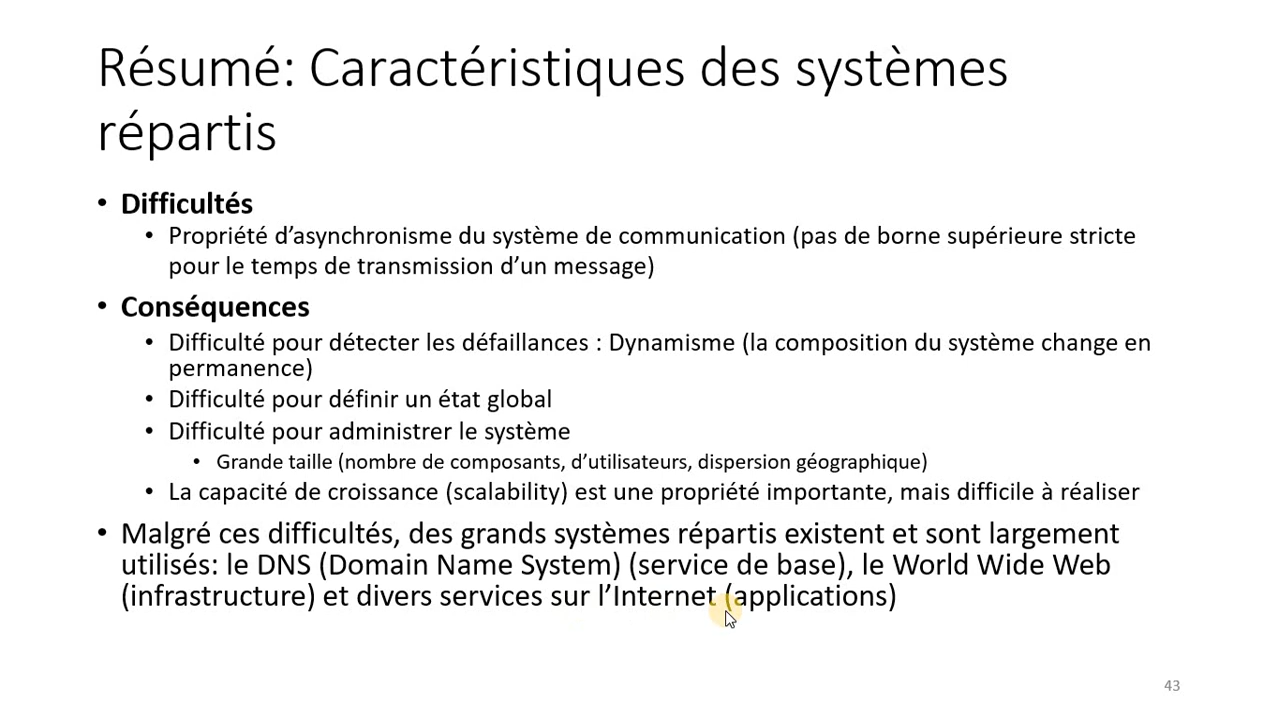 Résumé: Caractéristiques des systèmes
répartis
• Difficultés
• Propriété d’asynchronisme du système de communication (pas de borne supérieure stricte
pour le temps de transmission d’un message)
• Conséquences
• Difficulté pour détecter les défaillances : Dynamisme (la composition du système change en
permanence)
• Difficulté pour définir un état global
• Difficulté pour administrer le système
• Grande taille (nombre de composants, d’utilisateurs, dispersion géographique)
• La capacité de croissance (scalability) est une propriété importante, mais difficile à réaliser
• Malgré ces difficultés, des grands systèmes répartis existent et sont largement
utilisés: le DNS (Domain Name System) (service de base), le World Wide Web
(infrastructure) et divers services sur l’Internet (applications)
43